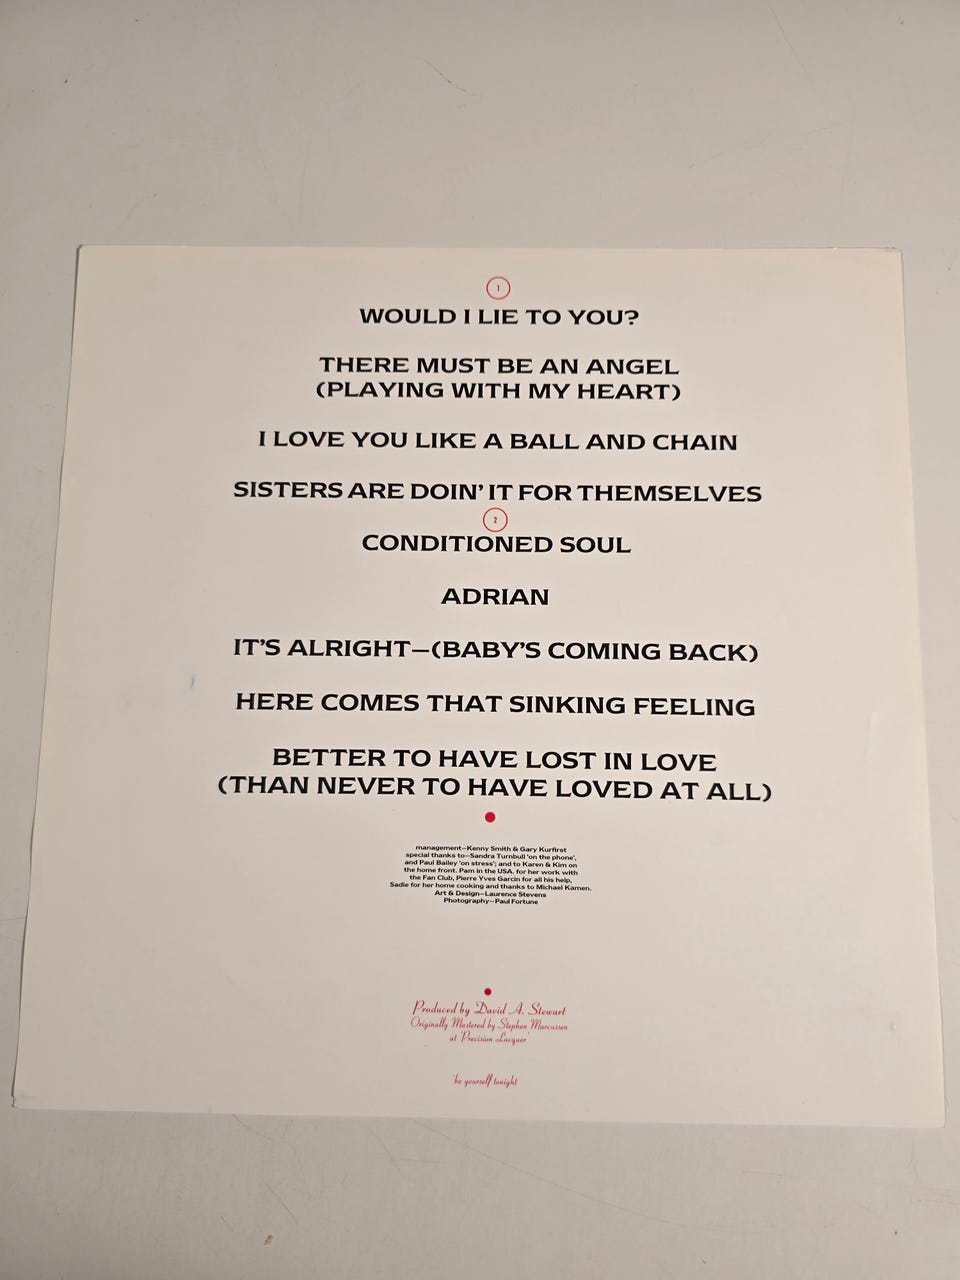 1
WOULD I LIE TO YOU?
THERE MUST BE AN ANGEL
(PLAYING WITH MY HEART)
I LOVE YOU LIKE A BALL AND CHAIN
SISTERS ARE DOIN' IT FOR THEMSELVES
2
CONDITIONED SOUL
ADRIAN
IT'S ALRIGHT—(BABY'S COMING BACK)
HERE COMES THAT SINKING FEELING
BETTER TO HAVE LOST IN LOVE
(THAN NEVER TO HAVE LOVED AT ALL)
management—Kenny Smith & Gary Kurfirst
special thanks to—Sandra Turnbull 'on the phone',
and Paul Bailey 'on stress'; and to Karen & Kim on
the home front. Pam in the USA. for her work with
the Fan Club, Pierre Yves Garcin for all his help,
Sadie for her home cooking and thanks to Michael Kamen.
Art & Design—Laurence Stevens
Photography—Paul Fortune
Produced by David A. Stewart
Originally Mastered by Stephen Marcussen
at 'Precision Lacquer'
'be yourself tonight